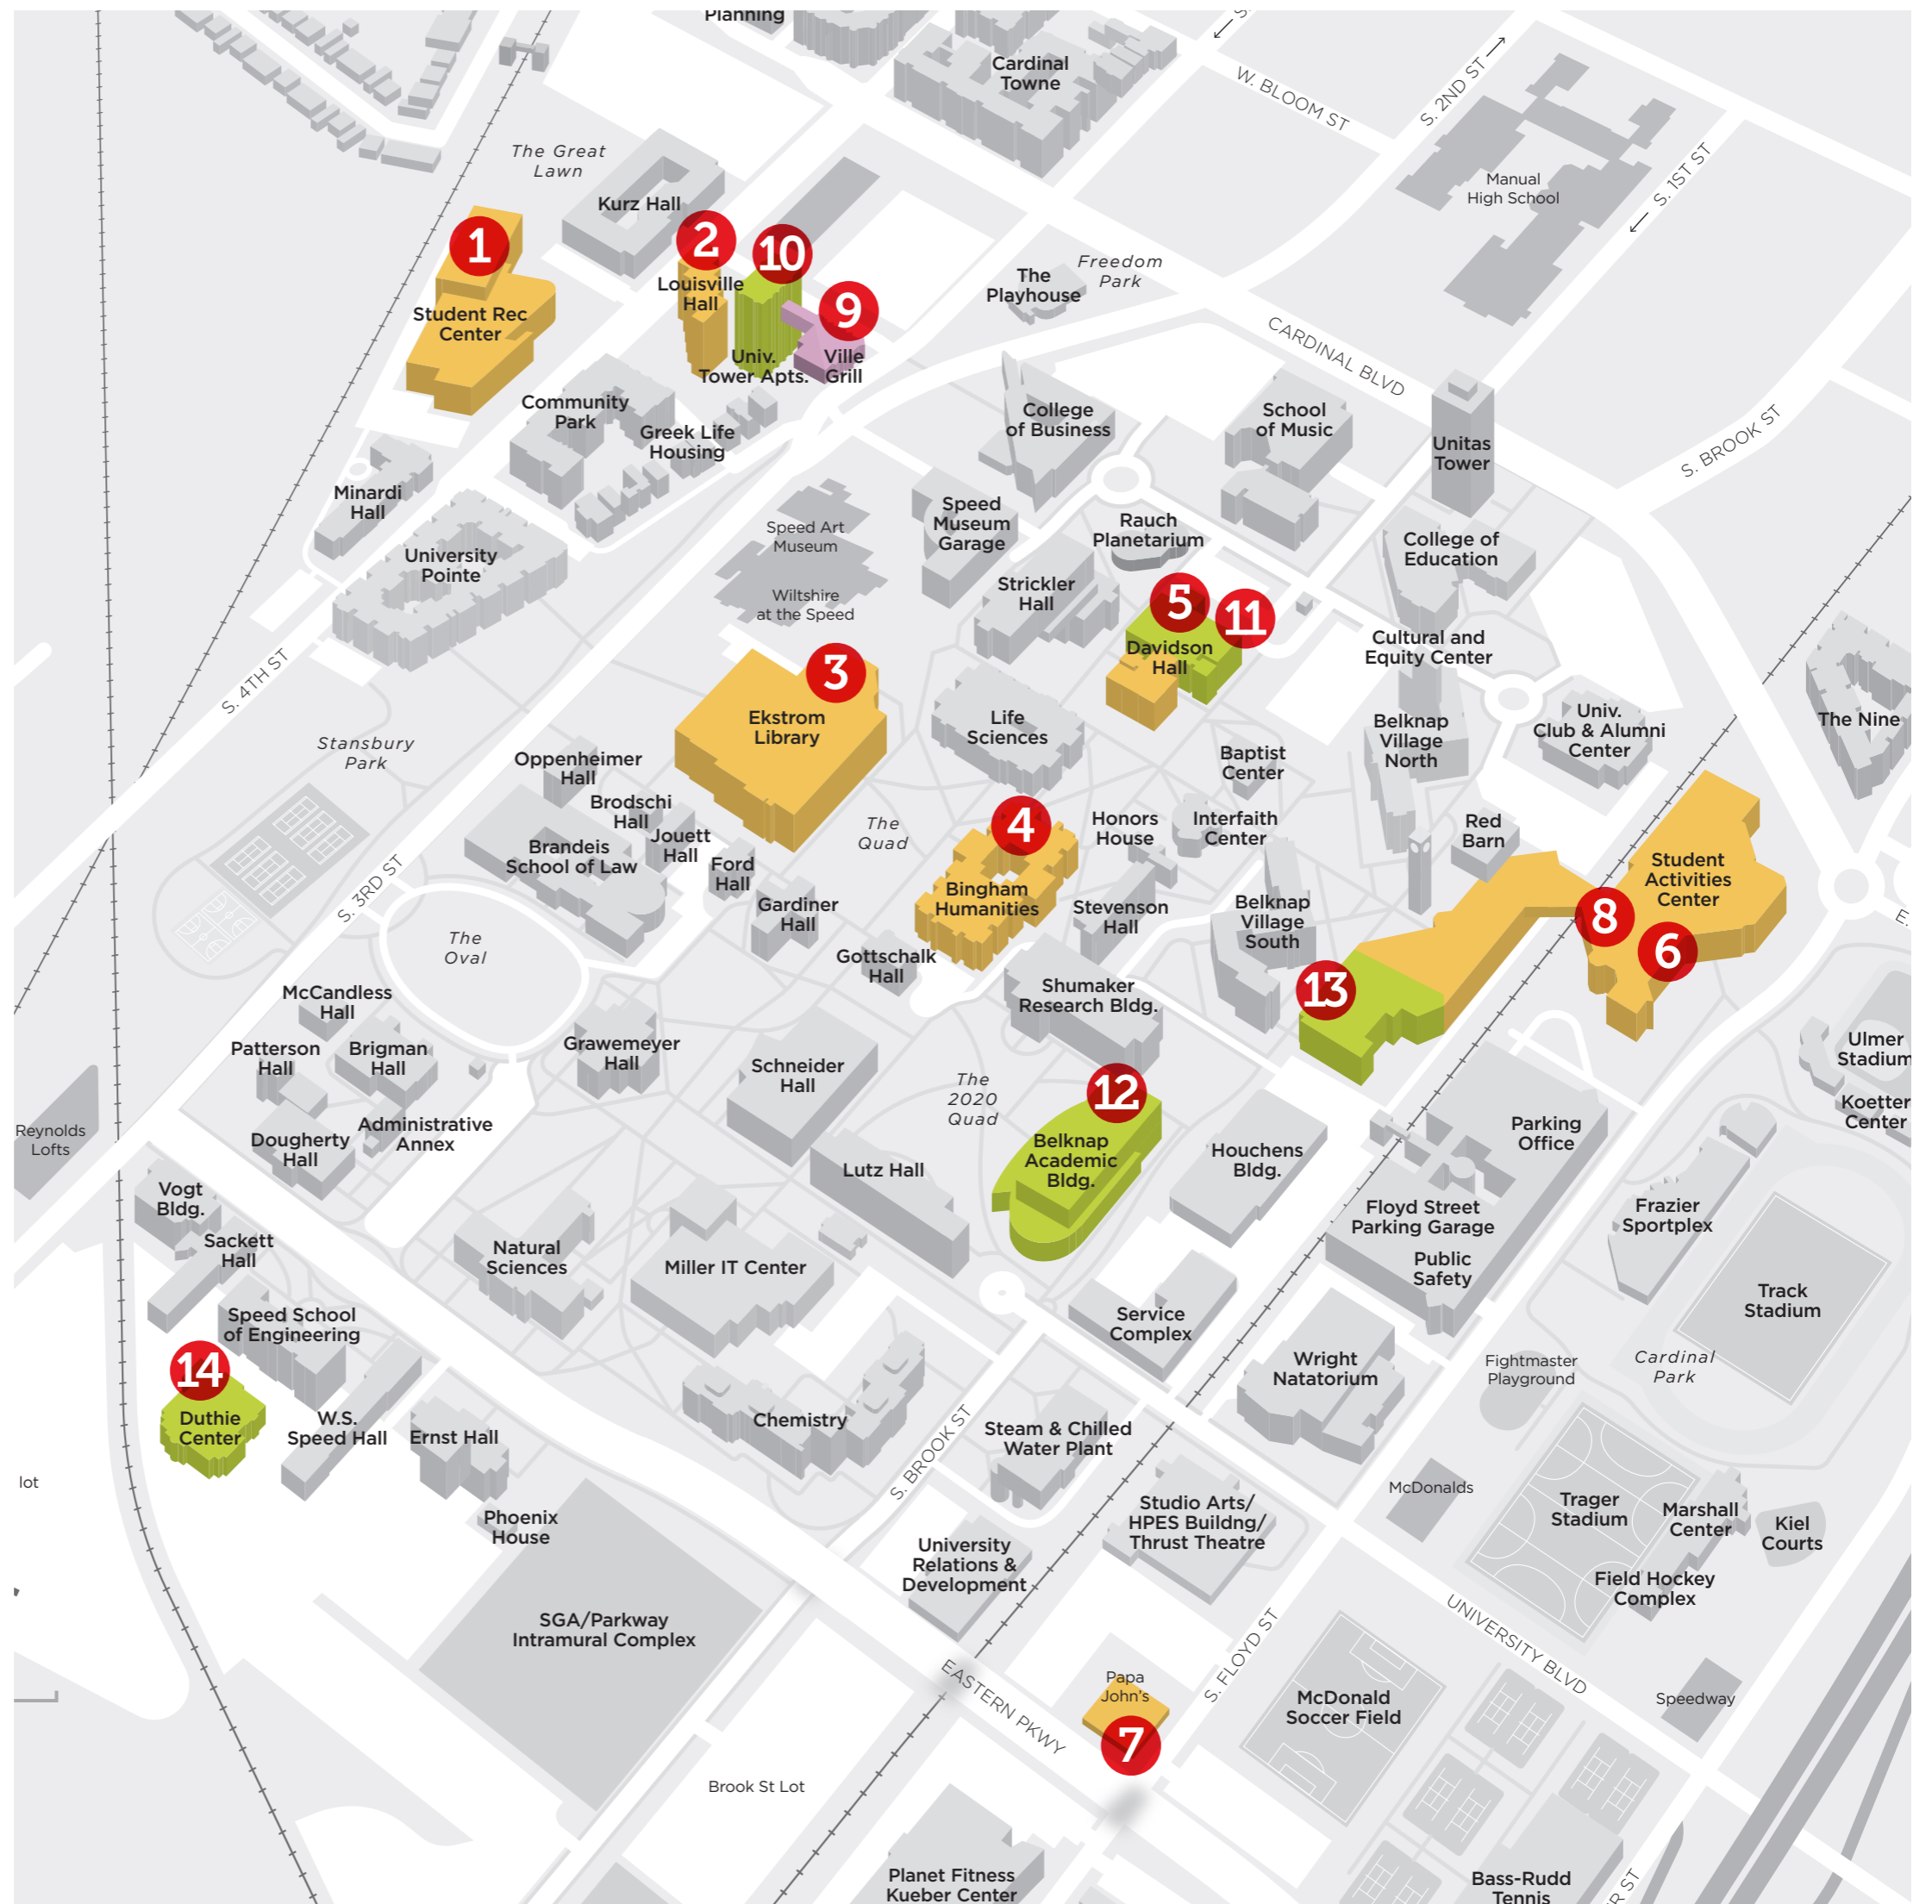 Planning
Cardinal
Towne
S.
W. BLOOM ST
S. 2ND ST
S. 1ST ST
Manual
High School
The Great
Lawn
Kurz Hall
1
Student Rec
Center
2
Louisville
Hall
10
Univ.
Tower Apts.
9
Ville
Grill
The
Playhouse
Freedom
Park
CARDINAL BLVD
S. BROOK ST
Community
Park
Greek Life
Housing
College
of Business
School
of Music
Unitas
Tower
Minardi
Hall
University
Pointe
Speed Art
Museum
Wiltshire
at the Speed
Speed
Museum
Garage
Rauch
Planetarium
College of
Education
Strickler
Hall
5
11
Davidson
Hall
Cultural and
Equity Center
S. 4TH ST
3
Ekstrom
Library
Life
Sciences
Belknap
Village
North
Univ.
Club & Alumni
Center
The Nine
Stansbury
Park
Oppenheimer
Hall
Brodschi
Hall
Jouett
Hall
Brandeis
School of Law
Ford
Hall
Gardiner
Hall
The
Quad
4
Bingham
Humanities
Baptist
Center
Honors
House
Interfaith
Center
Red
Barn
Student
Activities
Center
8
6
S. 3RD ST
The
Oval
Gottschalk
Hall
Stevenson
Hall
Belknap
Village
South
13
E.
McCandless
Hall
Patterson
Hall
Brigman
Hall
Grawemeyer
Hall
Schneider
Hall
Shumaker
Research Bldg.
The
2020
Quad
12
Belknap
Academic
Bldg.
Houchens
Bldg.
Parking
Office
Ulmer
Stadium
Koetter
Center
Reynolds
Lofts
Dougherty
Hall
Administrative
Annex
Lutz Hall
Floyd Street
Parking Garage
Public
Safety
Frazier
Sportplex
Vogt
Bldg.
Sackett
Hall
Natural
Sciences
Miller IT Center
Track
Stadium
Speed School
of Engineering
Service
Complex
14
Duthie
Center
W.S.
Speed Hall
Ernst Hall
Chemistry
Wright
Natatorium
Fightmaster
Playground
Cardinal
Park
lot
S. BROOK ST
Steam & Chilled
Water Plant
McDonalds
Phoenix
House
Studio Arts/
HPES Buildng/
Thrust Theatre
Trager
Stadium
Marshall
Center
Kiel
Courts
University
Relations &
Development
Field Hockey
Complex
SGA/Parkway
Intramural Complex
UNIVERSITY BLVD
EASTERN PKWY
Papa
John's
7
S. FLOYD ST
McDonald
Soccer Field
Speedway
Brook St Lot
Planet Fitness
Kueber Center
Bass-Rudd
Tennis
R ST